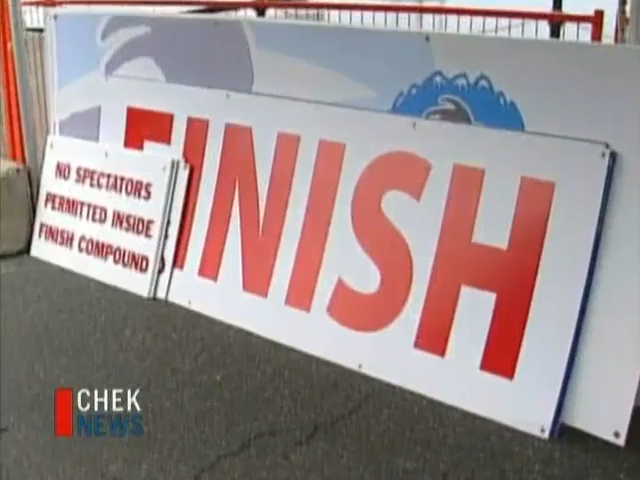 FINISH
NO SPECTATORS
PERMITTED INSIDE
FINISH COMPOUND
CHEK
NEWS